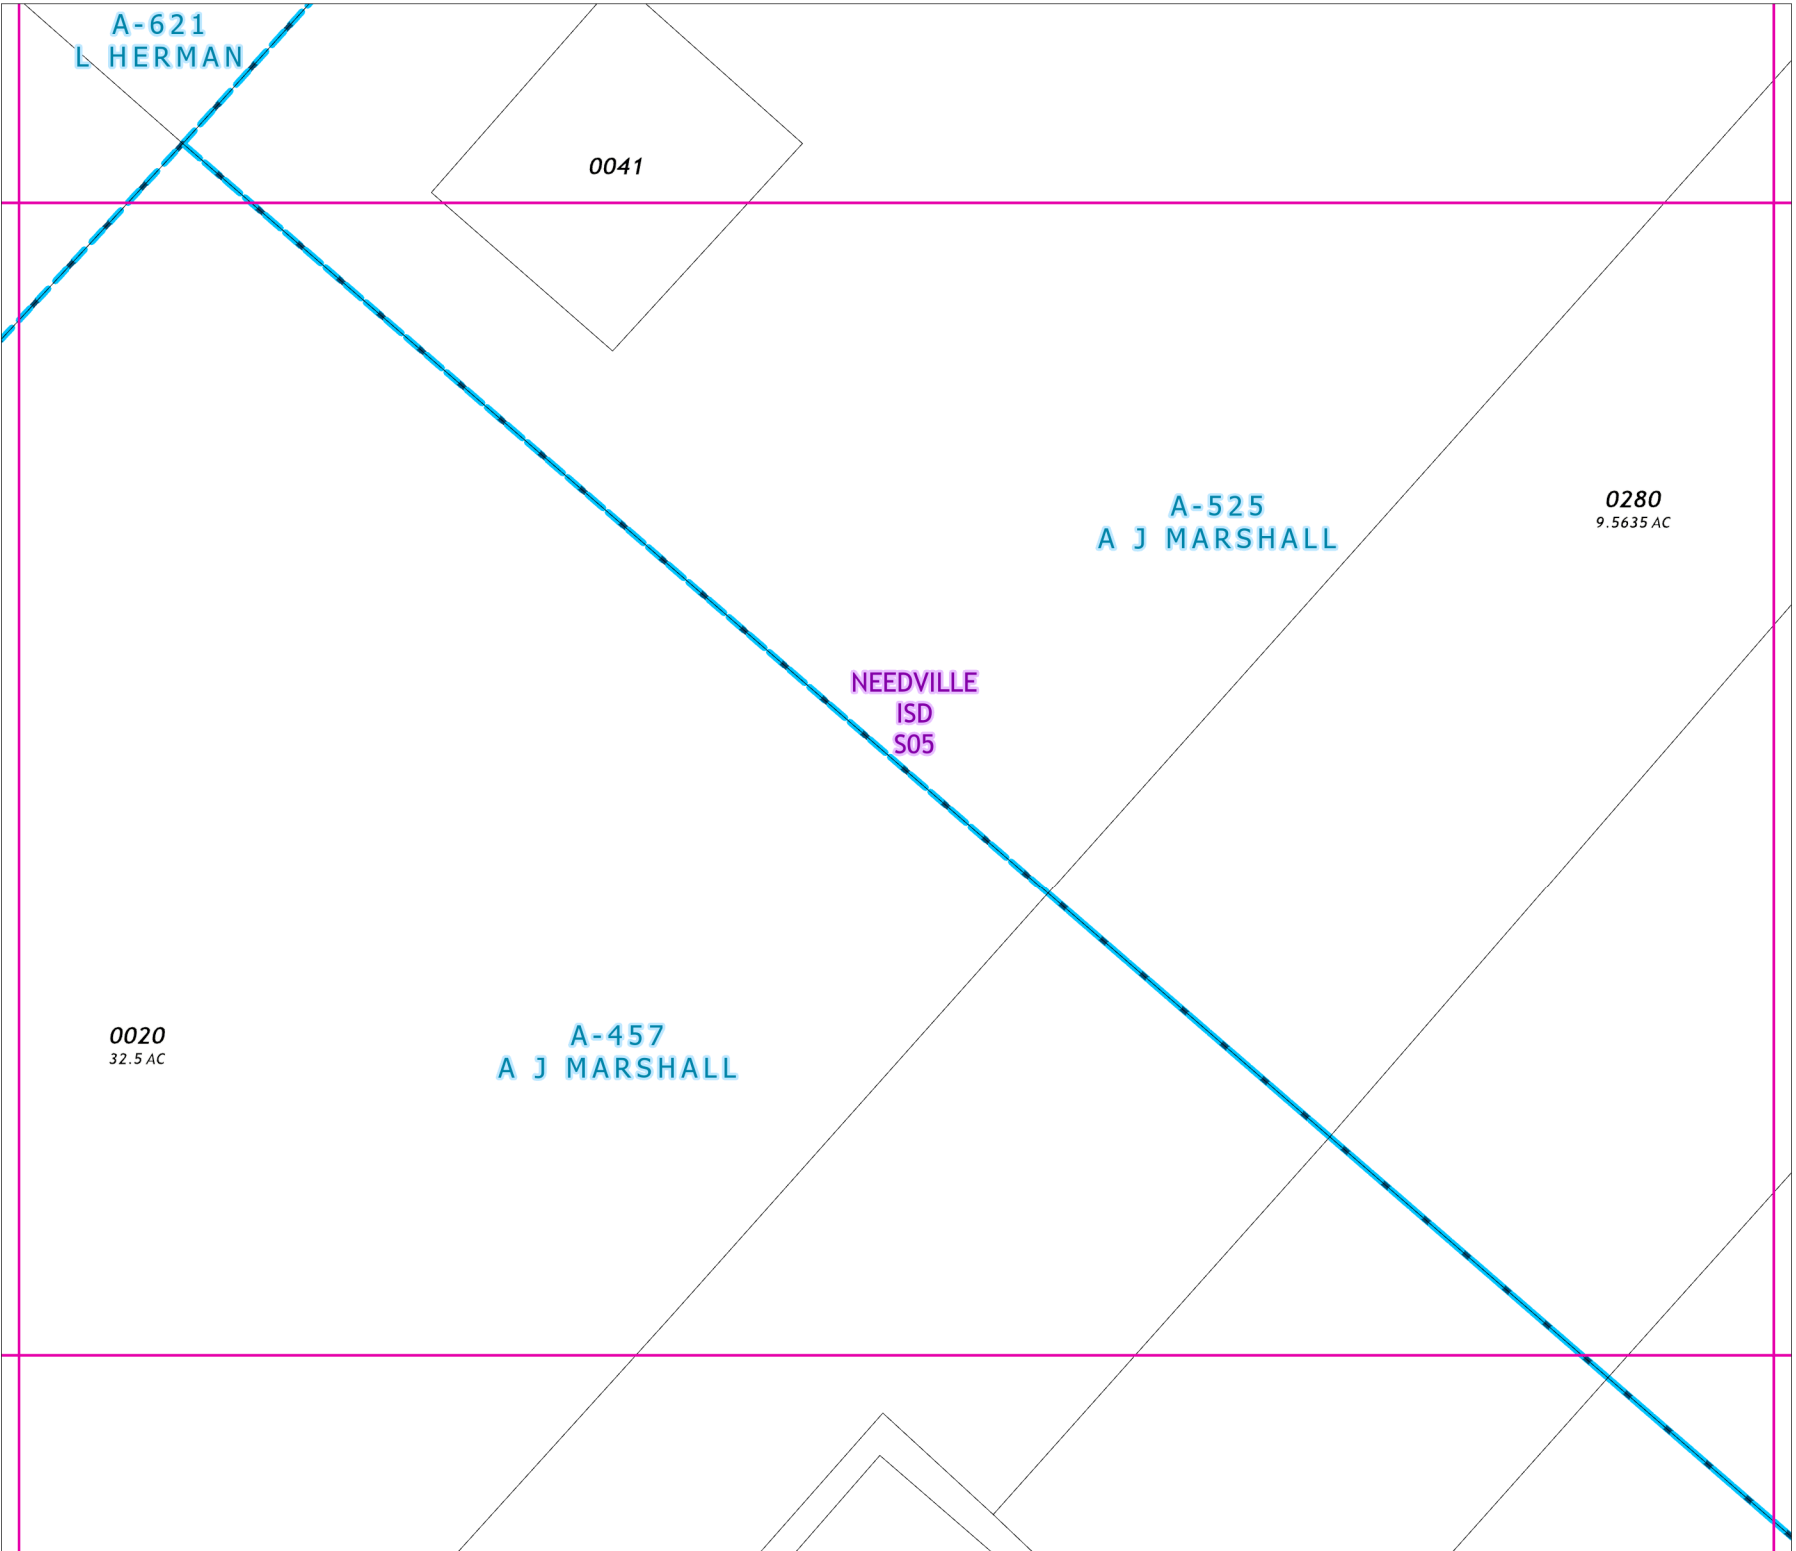 A-621
L HERMAN
0041
A-525
A J MARSHALL
0280
9.5635 AC
NEEDVILLE
ISD
S05
0020
32.5 AC
A-457
A J MARSHALL